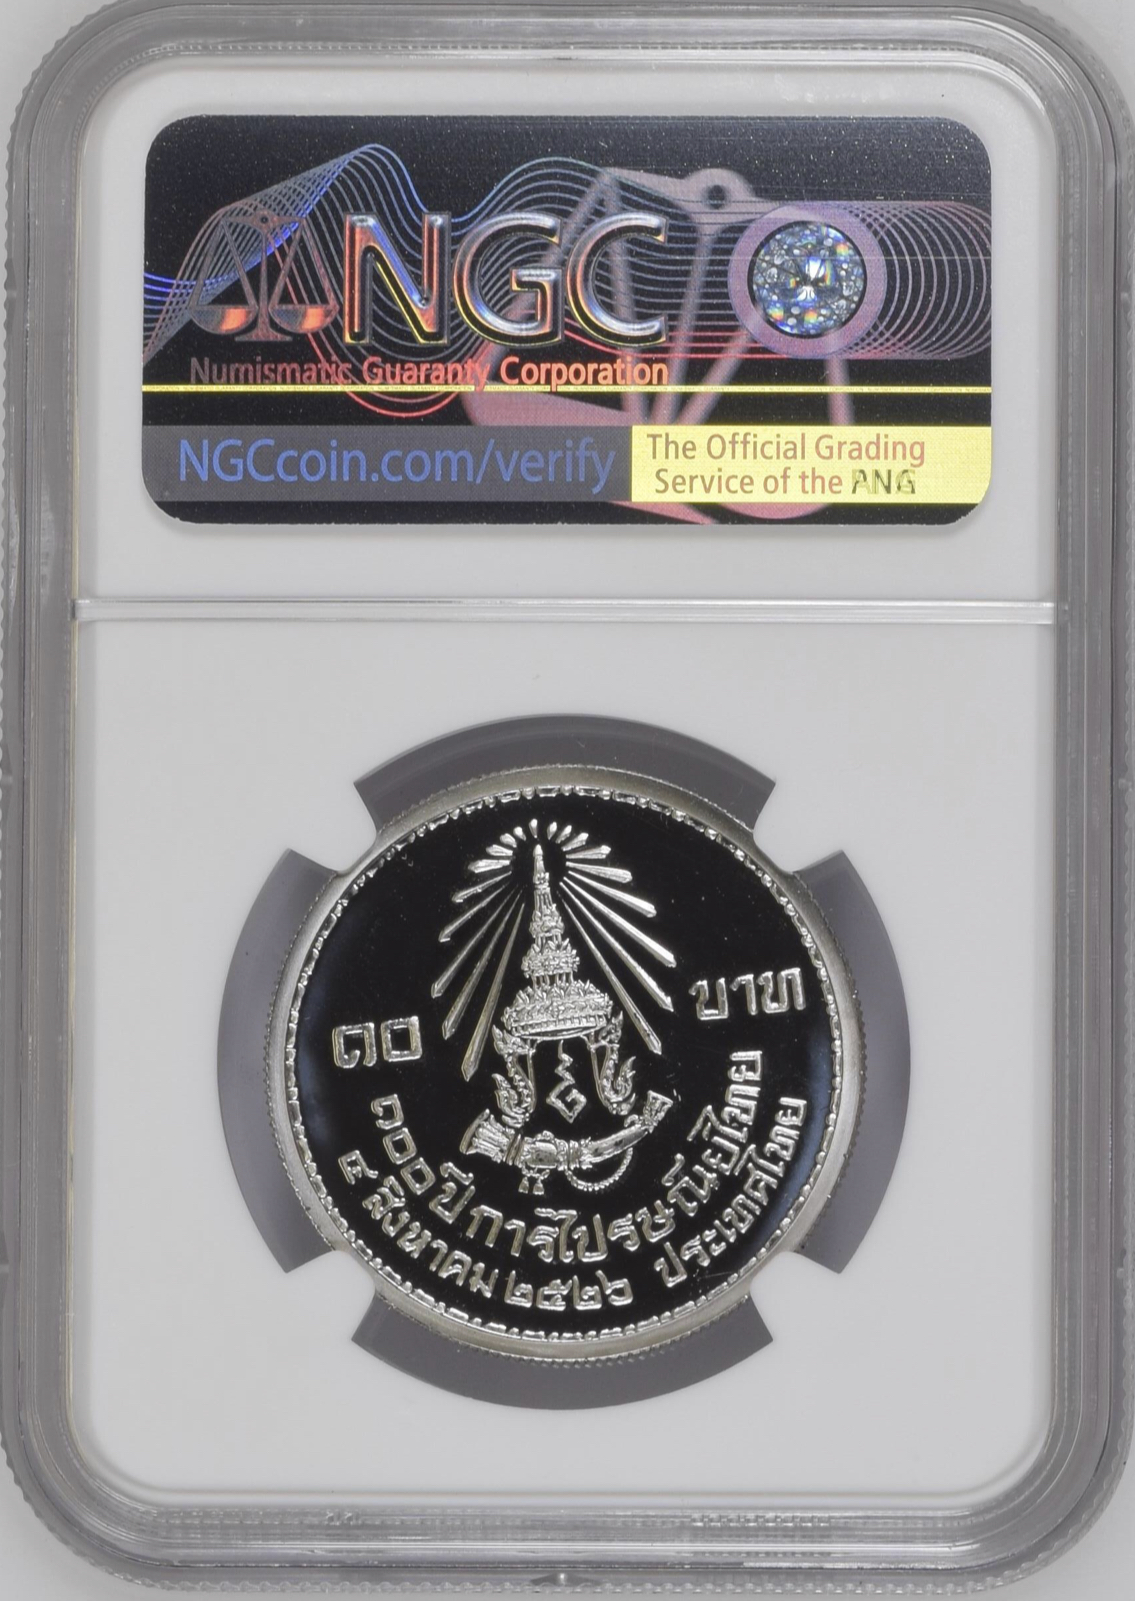 NGC
Numismatic Guaranty Corporation
NGCcoin.com/verify
The Official Grading
Service of the PNG
๑๐ บาท
๑๐๐ ปี การไปรษณีย์ไทย
๔ สิงหาคม ๒๕๒๖ ประเทศไทย